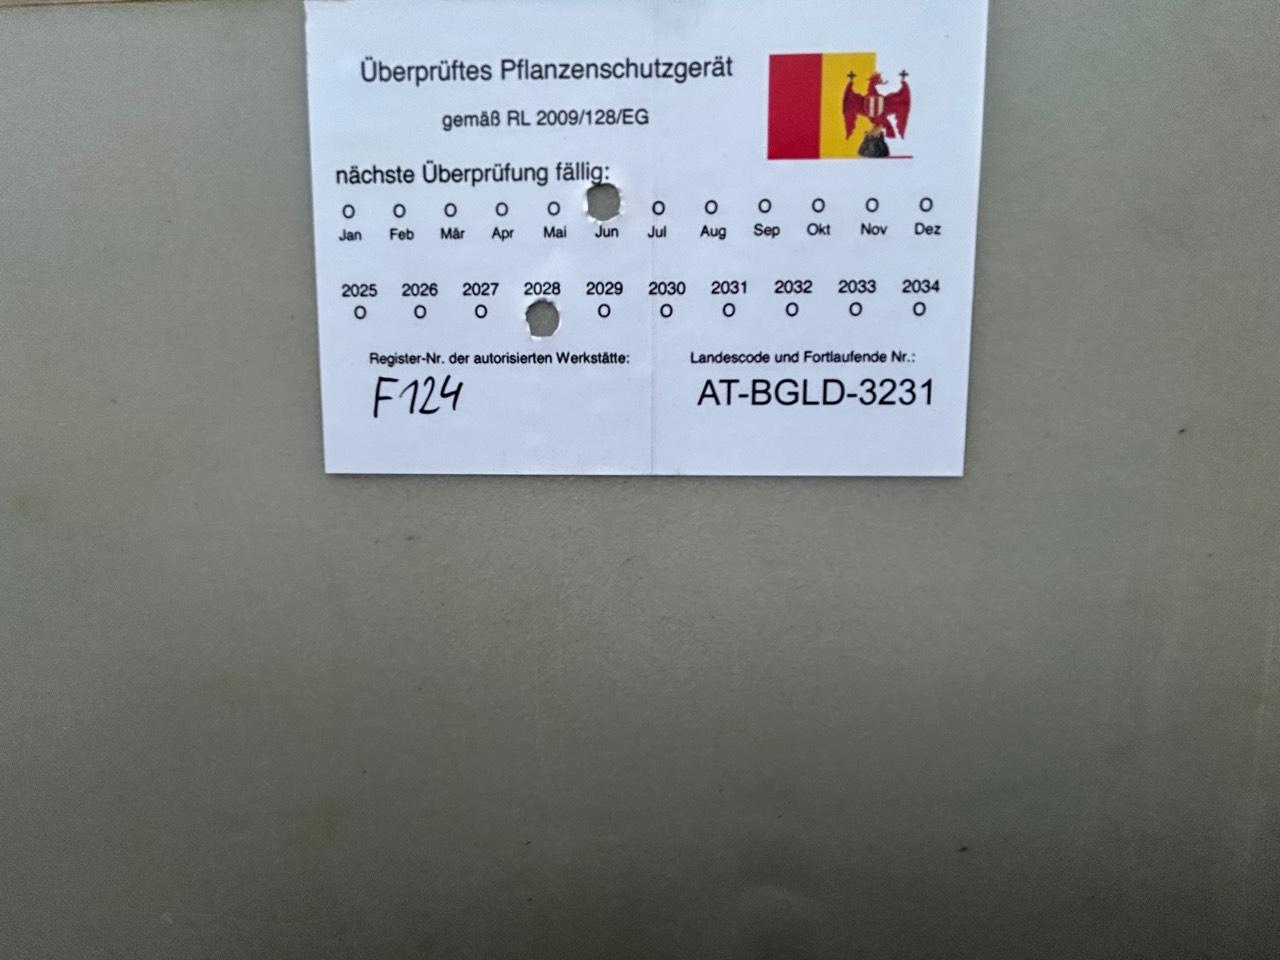 Überprüftes Pflanzenschutzgerät
gemäß RL 2009/128/EG
nächste Überprüfung fällig:
O O O O O O O O O O O
Jan Feb Mär Apr Mai Jun Jul Aug Sep Okt Nov Dez
2025 2026 2027 2028 2029 2030 2031 2032 2033 2034
O O O O O O O O O
Register-Nr. der autorisierten Werkstätte:
F124
Landescode und Fortlaufende Nr.:
AT-BGLD-3231